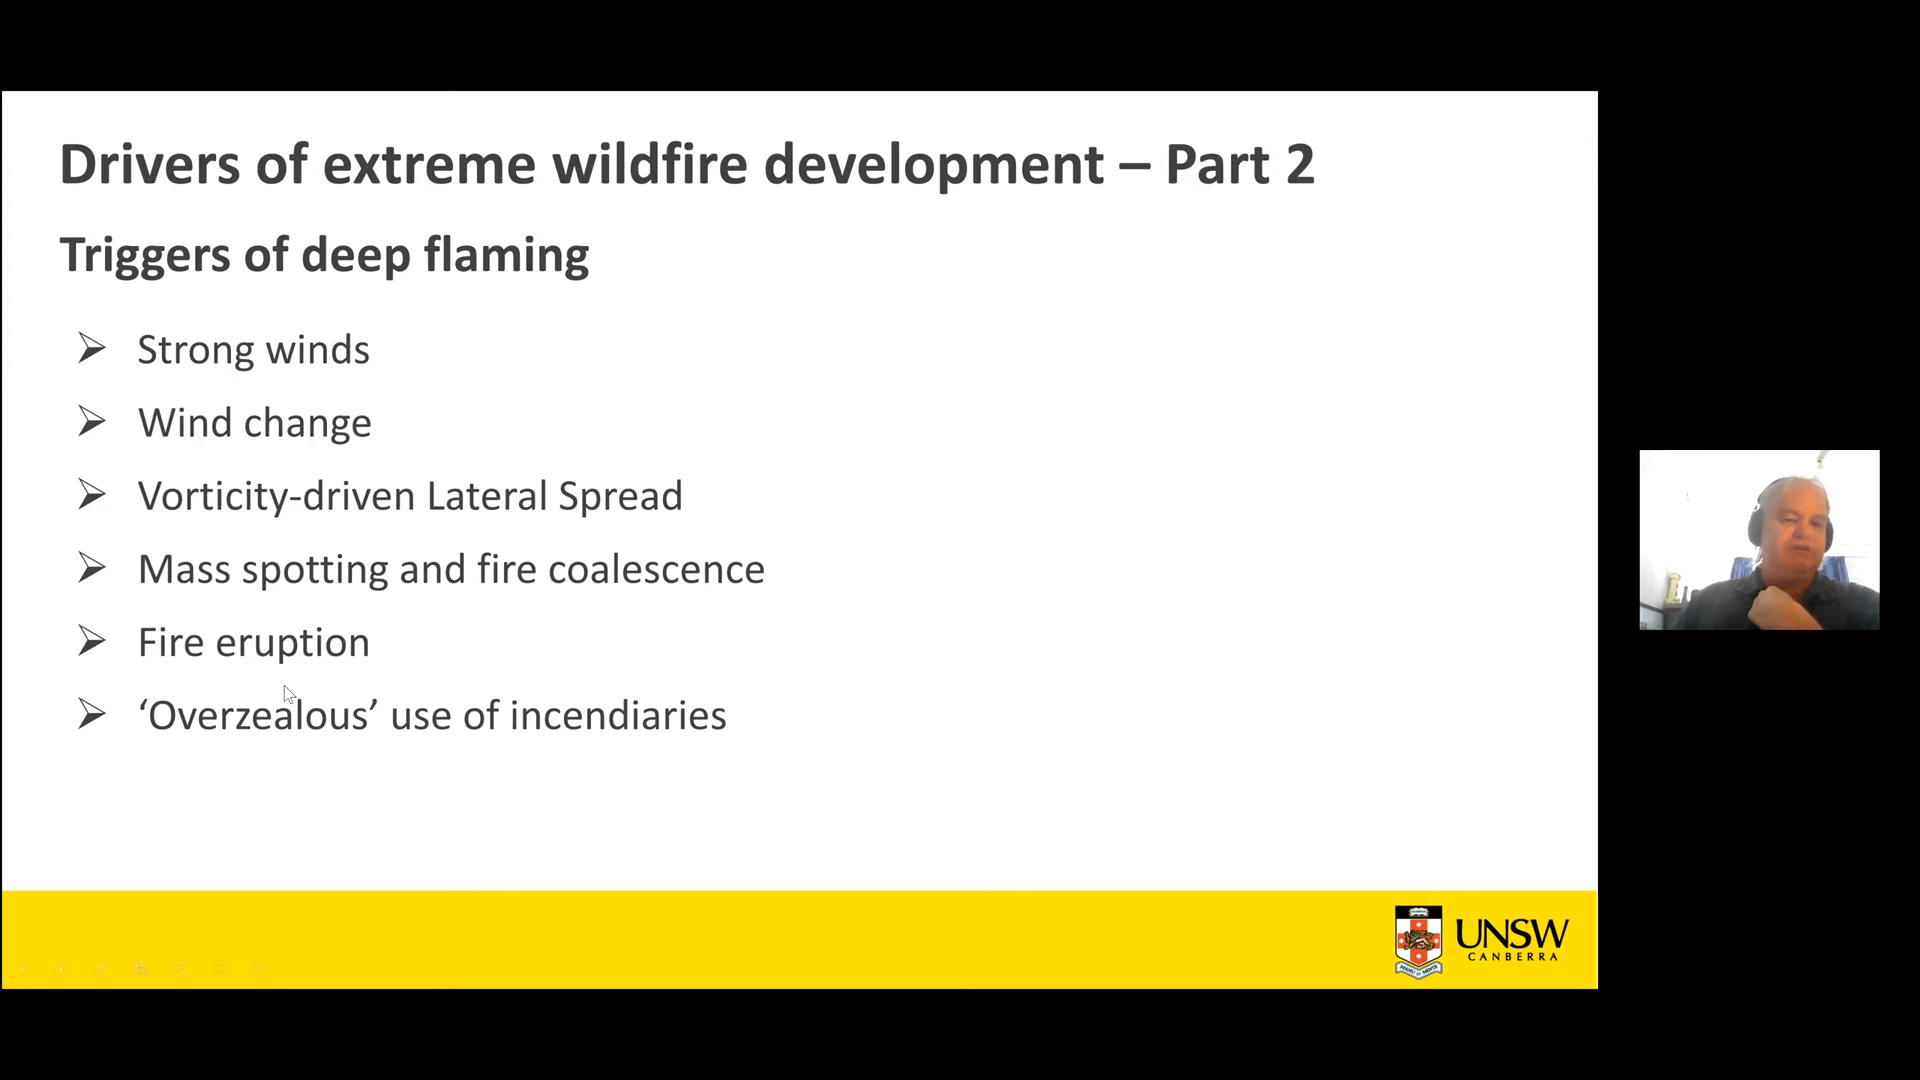 Drivers of extreme wildfire development – Part 2
Triggers of deep flaming
Strong winds
Wind change
Vorticity-driven Lateral Spread
Mass spotting and fire coalescence
Fire eruption
‘Overzealous’ use of incendiaries
UNSW
CANBERRA